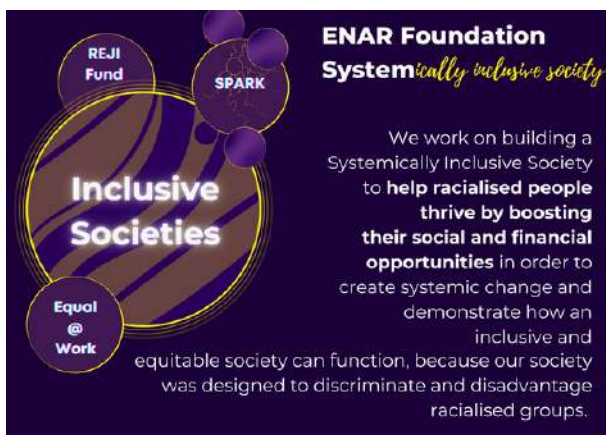 REJI
Fund
SPARK
Inclusive
Societies
Equal
@
Work
ENAR Foundation
Systemically inclusive society
We work on building a
Systemically Inclusive Society
to help racialised people
thrive by boosting
their social and financial
opportunities in order to
create systemic change and
demonstrate how an
inclusive and
equitable society can function, because our society
was designed to discriminate and disadvantage
racialised groups.